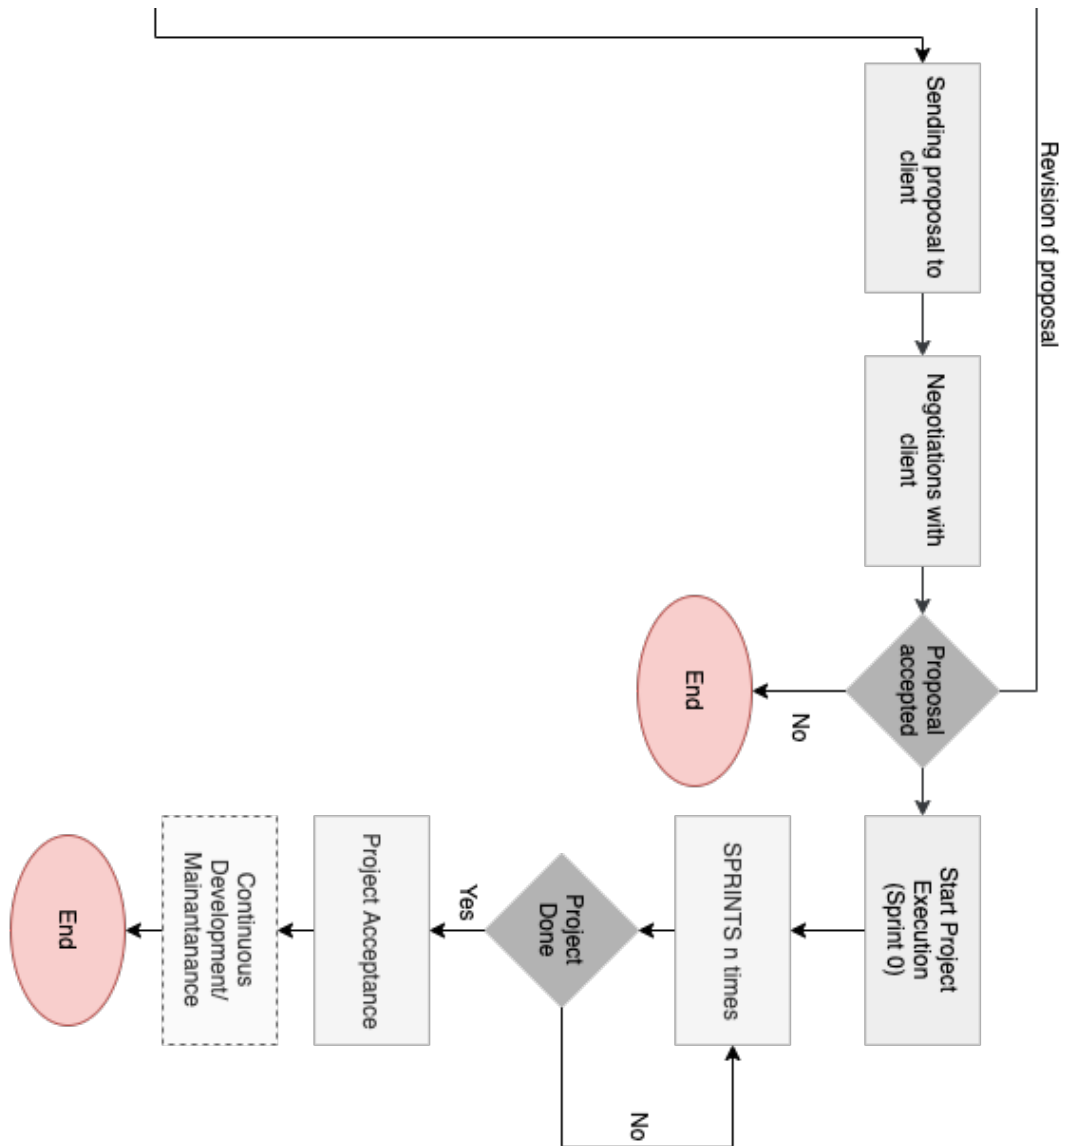 Revision of proposal
Sending proposal to
client
Negotiations with
client
Proposal
accepted
No
End
Start Project
Execution
(Sprint 0)
SPRINTS n times
Project
Done
No
Yes
Project Acceptance
Continuous
Development/
Mainantanance
End